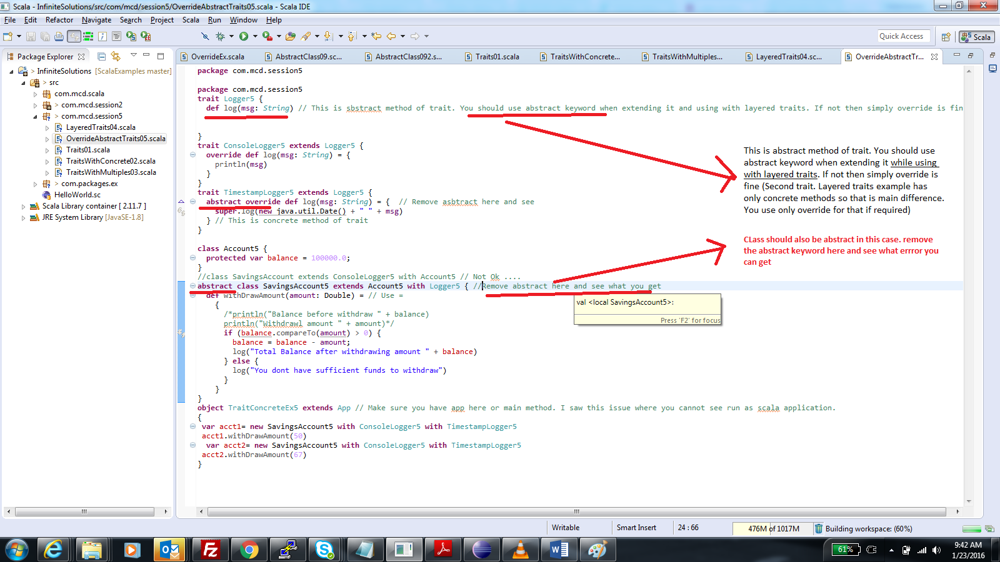 Scala - InfiniteSolutions/src/com/mcd/session5/OverrideAbstractTraits05.scala - Scala IDE
File Edit Refactor Navigate Search Project Scala Run Window Help
Quick Access
Scala
Package Explorer
OverrideEx.scala AbstractClass09.sc... AbstractClass092.s... Traits01.scala TraitsWithConcrete... TraitsWithMultiples... LayeredTraits04.sc... OverrideAbstractTr...
> InfiniteSolutions [ScalaExamples master]
> src
com.mcd.scala
> com.mcd.session2
> com.mcd.session5
LayeredTraits04.scala
OverrideAbstractTraits05.scala
Traits01.scala
TraitsWithConcrete02.scala
TraitsWithMultiples03.scala
> com.packages.ex
HelloWorld.sc
Scala Library container [ 2.11.7 ]
JRE System Library [JavaSE-1.8]
package com.mcd.session5
package com.mcd.session5
trait Logger5 {
def log(msg: String) // This is sbstract method of trait. You should use abstract keyword when extending it and using with layered traits. If not then simply override is fin
}
trait ConsoleLogger5 extends Logger5 {
override def log(msg: String) = {
println(msg)
}
}
trait TimestampLogger5 extends Logger5 {
abstract override def log(msg: String) = {  // Remove asbtract here and see
super.log(new java.util.Date() + " " + msg)
} // This is concrete method of trait
}
class Account5 {
protected var balance = 100000.0;
}
//class SavingsAccount extends ConsoleLogger5 with Account5 // Not Ok ....
abstract class SavingsAccount5 extends Account5 with Logger5 { //Remove abstract here and see what you get
def withDrawAmount(amount: Double) = // Use =
{
/*println("Balance before withdraw " + balance)
println("Withdrawl amount " + amount)*/
if (balance.compareTo(amount) > 0) {
balance = balance - amount;
log("Total Balance after withdrawing amount " + balance)
} else {
log("You dont have sufficient funds to withdraw")
}
}
}
object TraitConcreteEx5 extends App // Make sure you have app here or main method. I saw this issue where you cannot see run as scala application.
{
var acct1= new SavingsAccount5 with ConsoleLogger5 with TimestampLogger5
acct1.withDrawAmount(50)
var acct2= new SavingsAccount5 with ConsoleLogger5 with TimestampLogger5
acct2.withDrawAmount(67)
}
This is abstract method of trait. You should use
abstract keyword when extending it while using
with layered traits. If not then simply override is
fine (Second trait. Layered traits example has
only concrete methods so that is main difference.
You use only override for that if required)
CLass should also be abstract in this case. remove
the abstract keyword here and see what errror you
can get
val <local SavingsAccount5>:
Press 'F2' for focus
Writable Smart Insert 24 : 66 476M of 1017M Building workspace: (60%)
61%
9:42 AM
1/23/2016